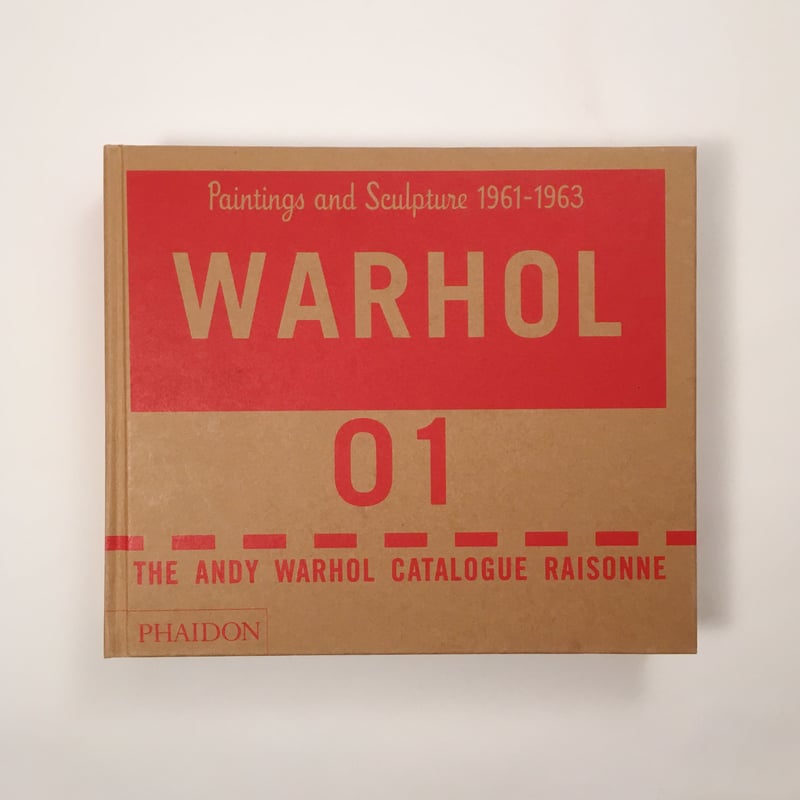 Paintings and Sculpture 1961-1963
WARHOL
01
THE ANDY WARHOL CATALOGUE RAISONNE
PHAIDON